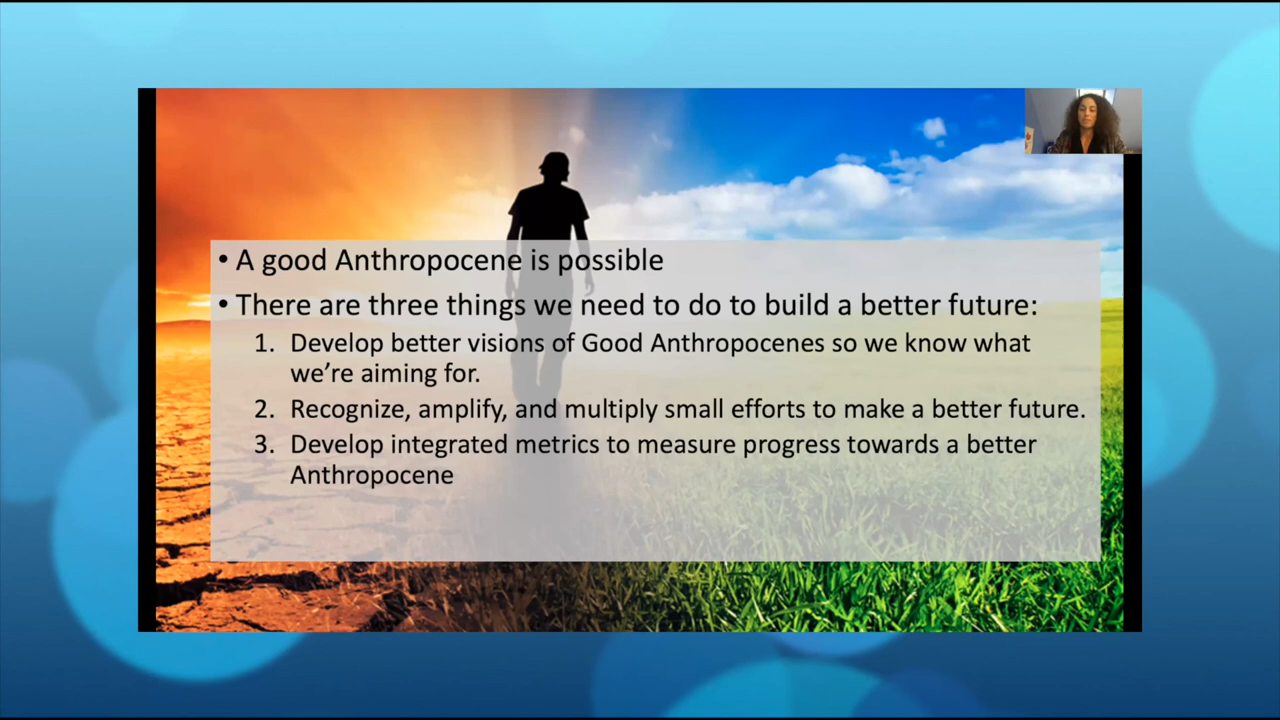 • A good Anthropocene is possible
• There are three things we need to do to build a better future:
1. Develop better visions of Good Anthropocenes so we know what
we're aiming for.
2. Recognize, amplify, and multiply small efforts to make a better future.
3. Develop integrated metrics to measure progress towards a better
Anthropocene